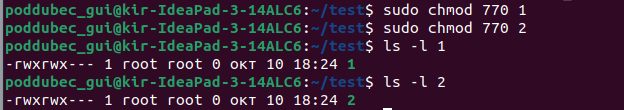 poddubec_gui@kir-IdeaPad-3-14ALC6:~/test$ sudo chmod 770 1
poddubec_gui@kir-IdeaPad-3-14ALC6:~/test$ sudo chmod 770 2
poddubec_gui@kir-IdeaPad-3-14ALC6:~/test$ ls -l 1
-rwxrwx--- 1 root root 0 окт 10 18:24 1
poddubec_gui@kir-IdeaPad-3-14ALC6:~/test$ ls -l 2
-rwxrwx--- 1 root root 0 окт 10 18:24 2